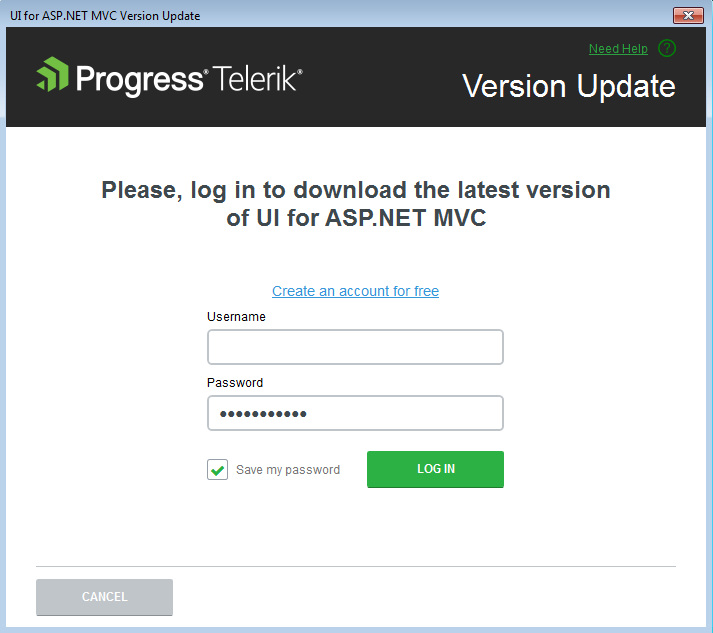 UI for ASP.NET MVC Version Update
Need Help ?
Progress® Telerik®
Version Update
Please, log in to download the latest version
of UI for ASP.NET MVC
Create an account for free
Username
Password
•••••••••••
Save my password
LOG IN
CANCEL